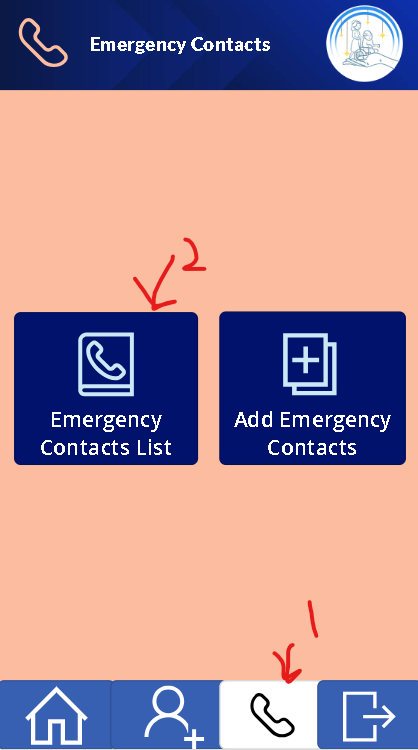 Emergency Contacts
2
Emergency
Contacts List
Add Emergency
Contacts
1